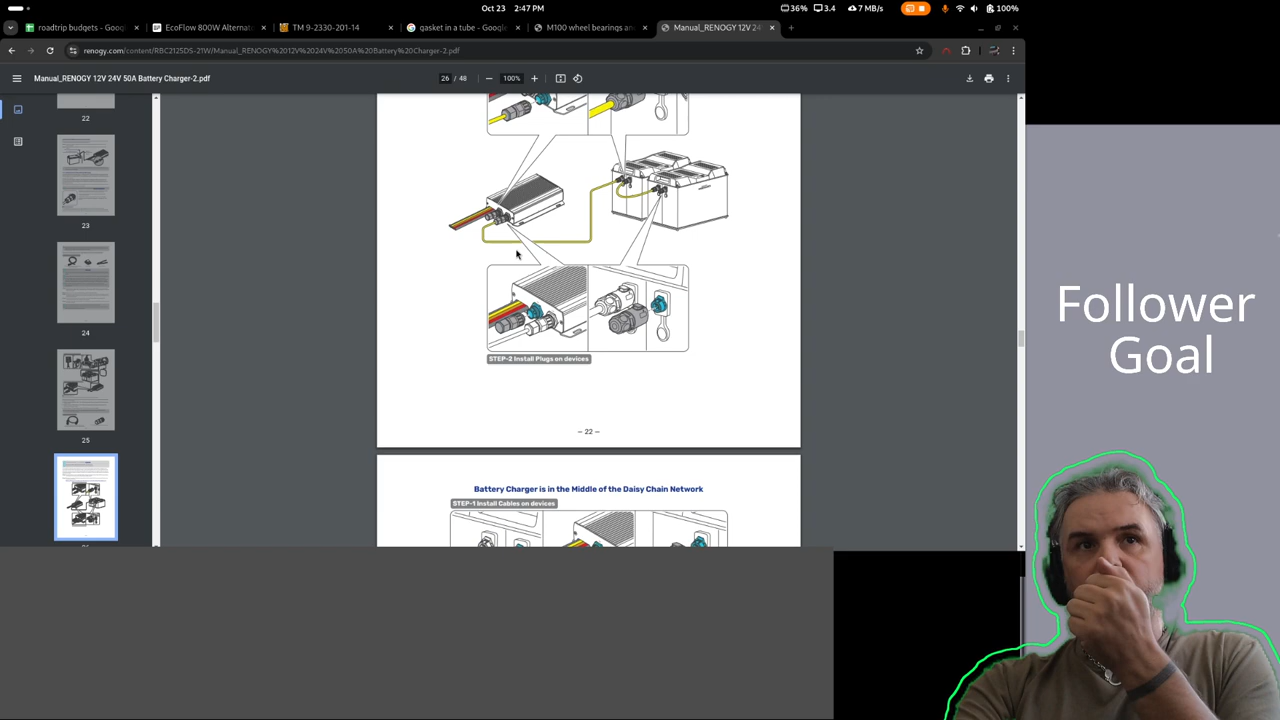 Oct 23 2:47 PM
36% 3.4 7 MB/s 100%
roadtrip budgets - Goog
EcoFlow 800W Alternat
TM 9-2330-201-14
gasket in a tube - Google
M100 wheel bearings an
Manual_RENOGY 12V 24
renogy.com/content/RBC2125DS-21W/Manual_RENOGY%2012V%2024V%2050A%20Battery%20Charger-2.pdf
Manual_RENOGY 12V 24V 50A Battery Charger-2.pdf
26 / 48
100%
22
23
24
25
STEP-2 Install Plugs on devices
— 22 —
Battery Charger is in the Middle of the Daisy Chain Network
STEP-1 Install Cables on devices
Follower
Goal